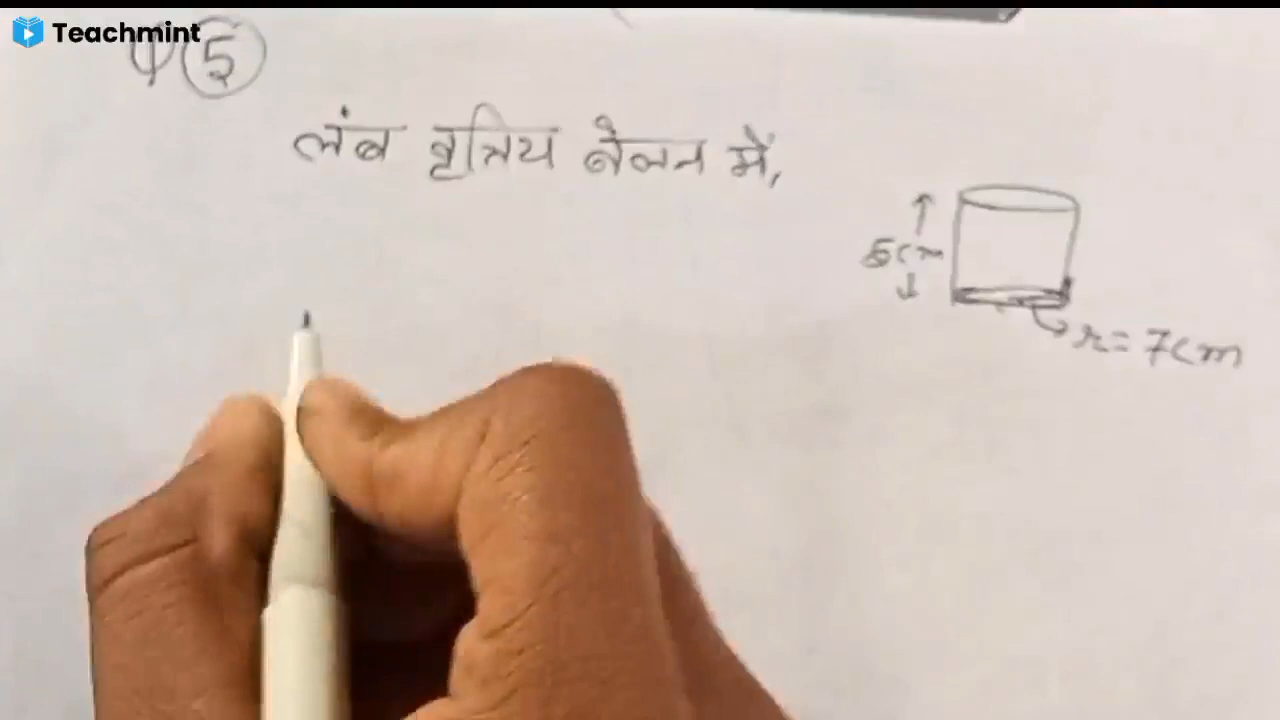 Teachmint
5
लंब वृत्तिय बेलन में,
5cm
r = 7cm